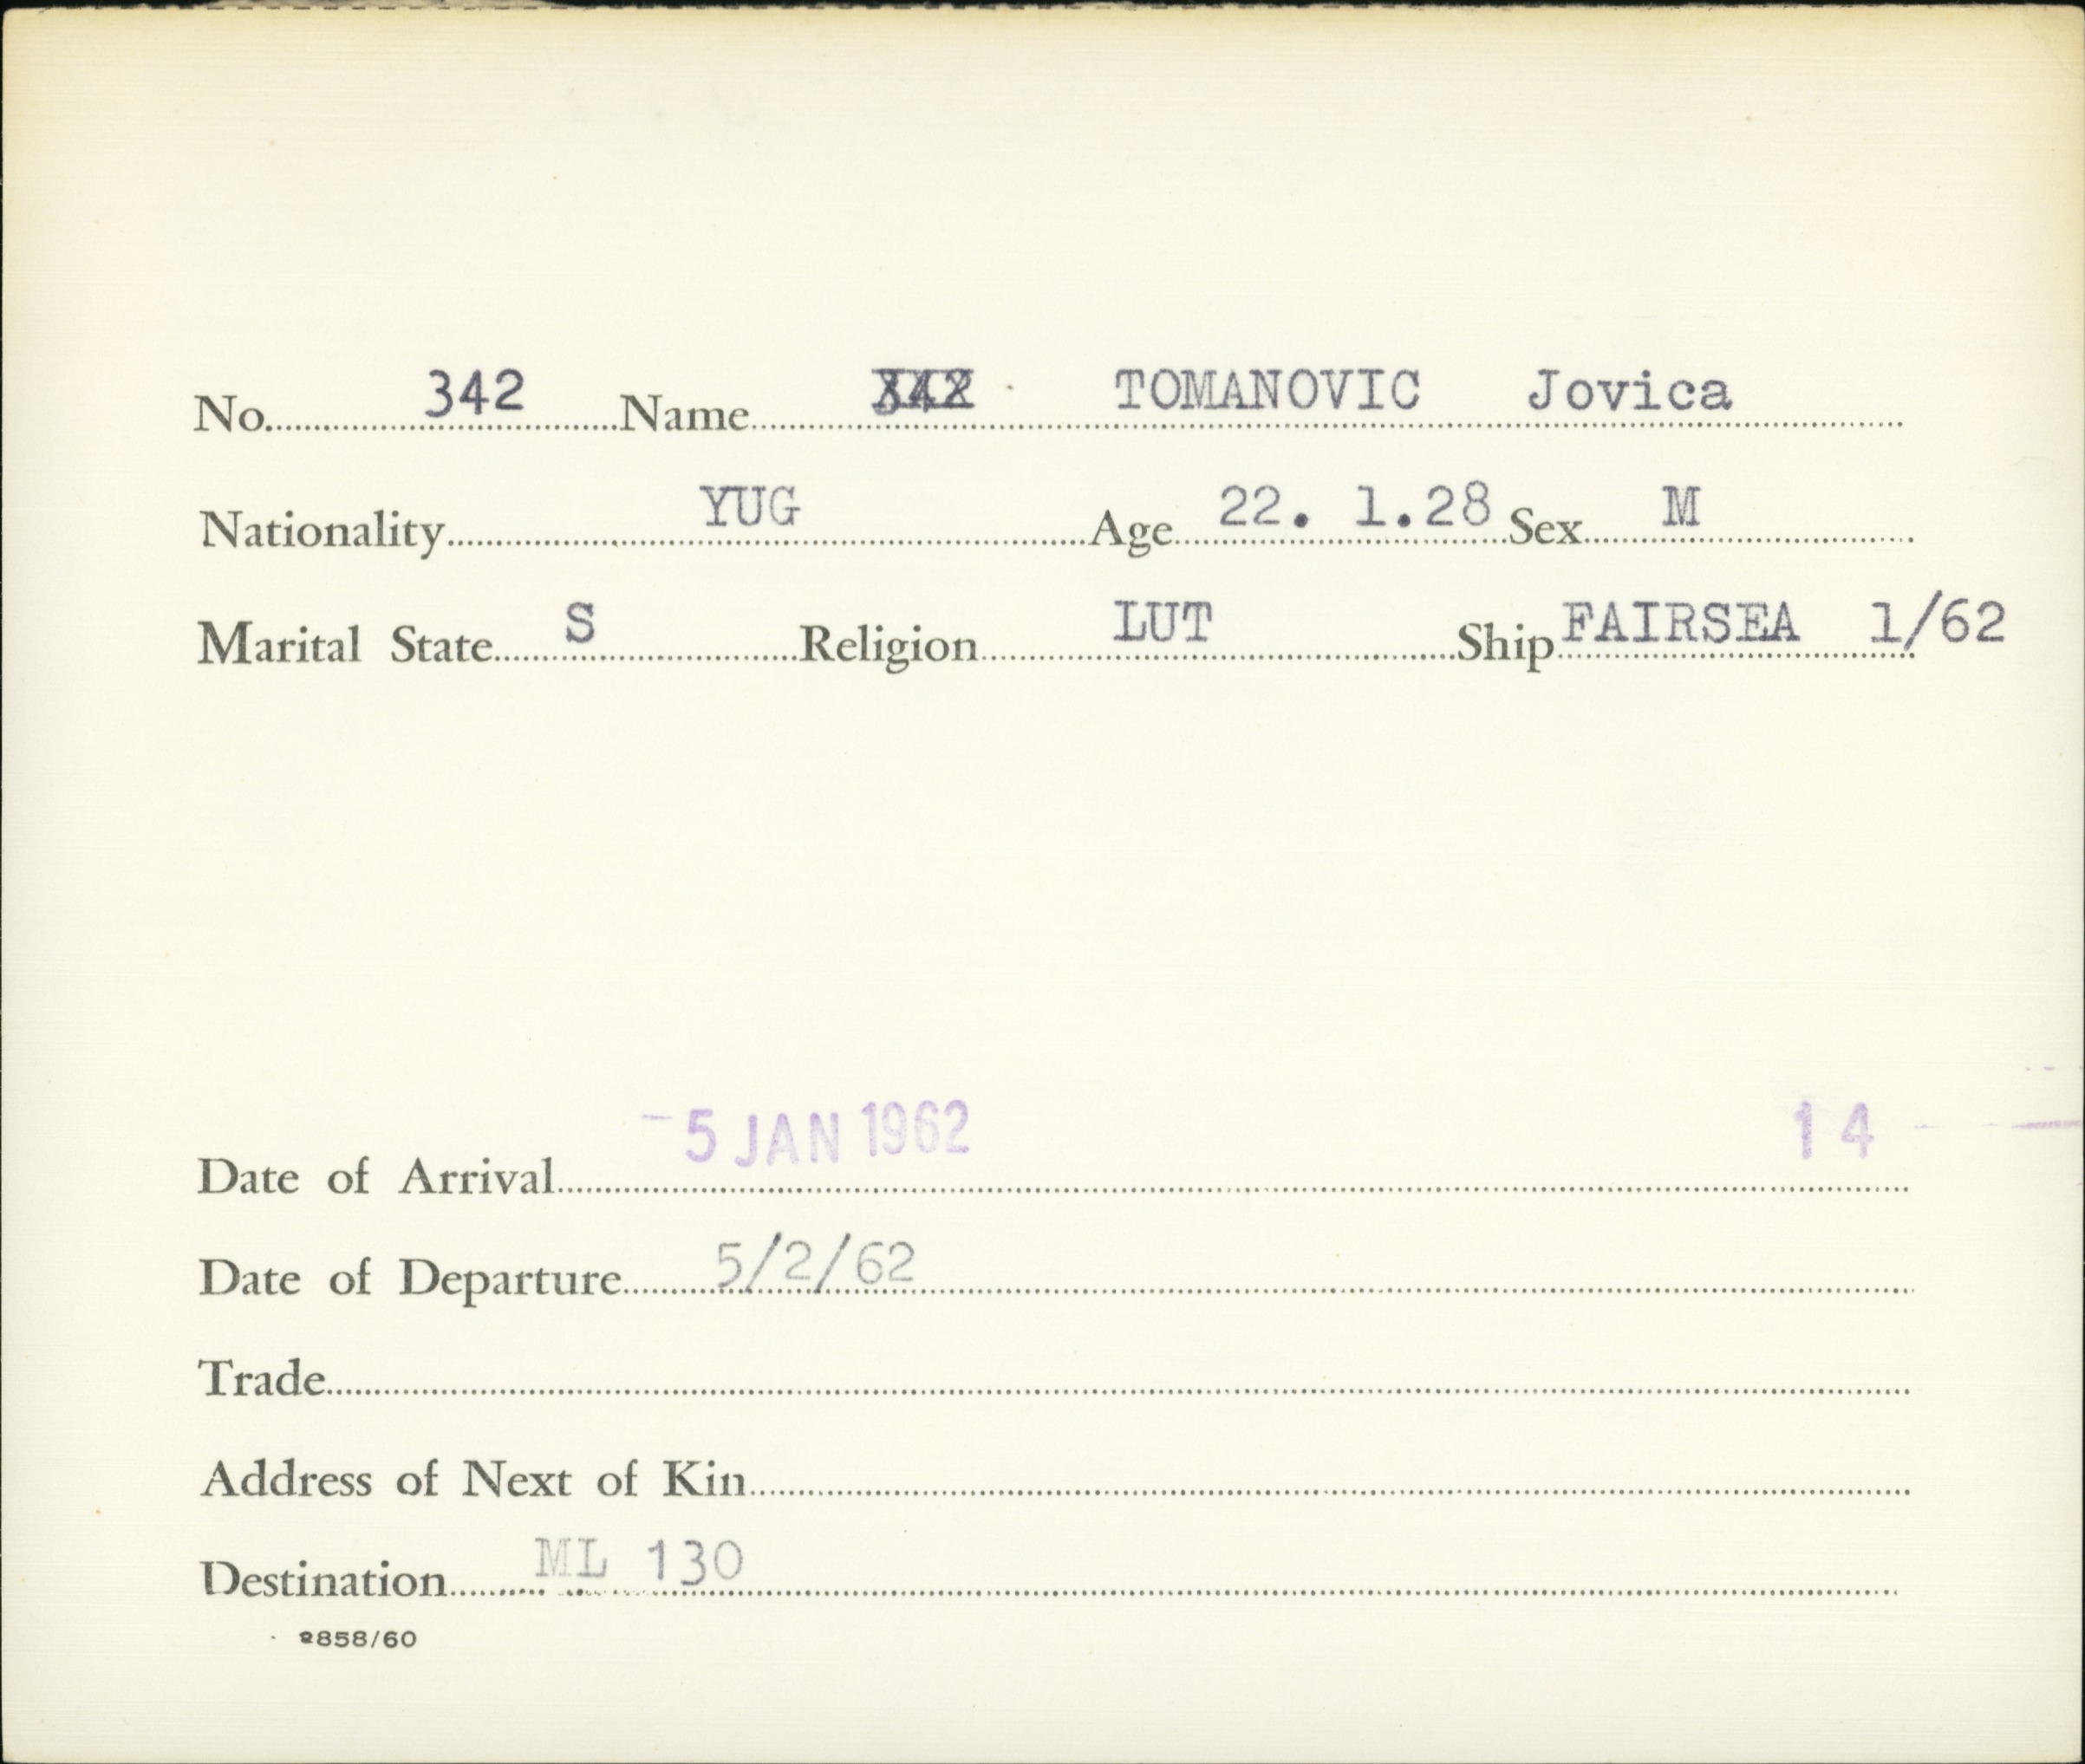 No. 342 Name TOMANOVIC Jovica
Nationality YUG Age 22. 1.28 Sex M
Marital State S Religion LUT Ship FAIRSEA 1/62
Date of Arrival -5 JAN 1962 14
Date of Departure 5/2/62
Trade
Address of Next of Kin
Destination ML 130
2858/60